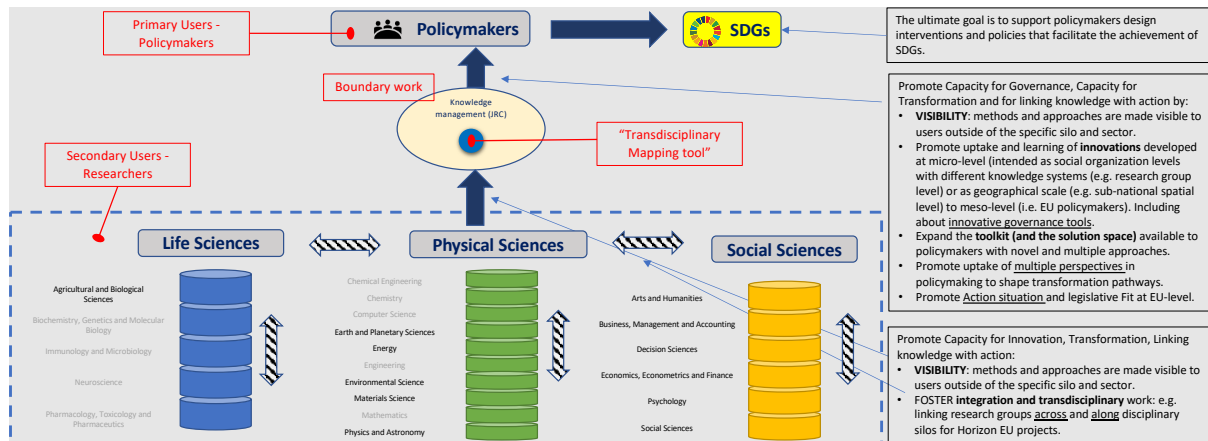 Primary Users -
Policymakers
Policymakers
SDGs
The ultimate goal is to support policymakers design
interventions and policies that facilitate the achievement of
SDGs.
Boundary work
Knowledge
management (JRC)
"Transdisciplinary
Mapping tool"
Secondary Users -
Researchers
Promote Capacity for Governance, Capacity for
Transformation and for linking knowledge with action by:
• VISIBILITY: methods and approaches are made visible to
users outside of the specific silo and sector.
• Promote uptake and learning of innovations developed
at micro-level (intended as social organization levels
with different knowledge systems (e.g. research group
level) or as geographical scale (e.g. sub-national spatial
level) to meso-level (i.e. EU policymakers). Including
about innovative governance tools.
• Expand the toolkit (and the solution space) available to
policymakers with novel and multiple approaches.
• Promote uptake of multiple perspectives in
policymaking to shape transformation pathways.
• Promote Action situation and legislative Fit at EU-level.
Life Sciences
Physical Sciences
Social Sciences
Agricultural and Biological
Sciences
Biochemistry, Genetics and Molecular
Biology
Immunology and Microbiology
Neuroscience
Pharmacology, Toxicology and
Pharmaceutics
Chemical Engineering
Chemistry
Computer Science
Earth and Planetary Sciences
Energy
Engineering
Environmental Science
Materials Science
Mathematics
Physics and Astronomy
Arts and Humanities
Business, Management and Accounting
Decision Sciences
Economics, Econometrics and Finance
Psychology
Social Sciences
Promote Capacity for Innovation, Transformation, Linking
knowledge with action:
• VISIBILITY: methods and approaches are made visible to
users outside of the specific silo and sector.
• FOSTER integration and transdisciplinary work: e.g.
linking research groups across and along disciplinary
silos for Horizon EU projects.